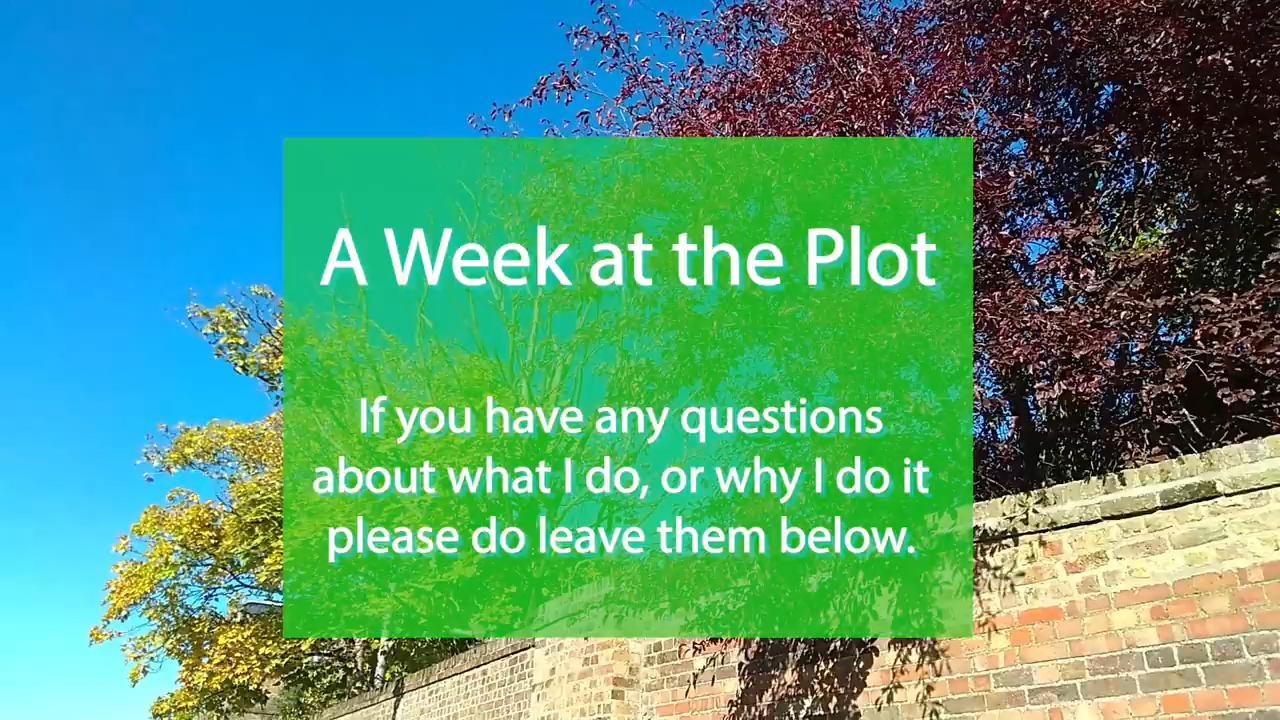 A Week at the Plot
If you have any questions
about what I do, or why I do it
please do leave them below.